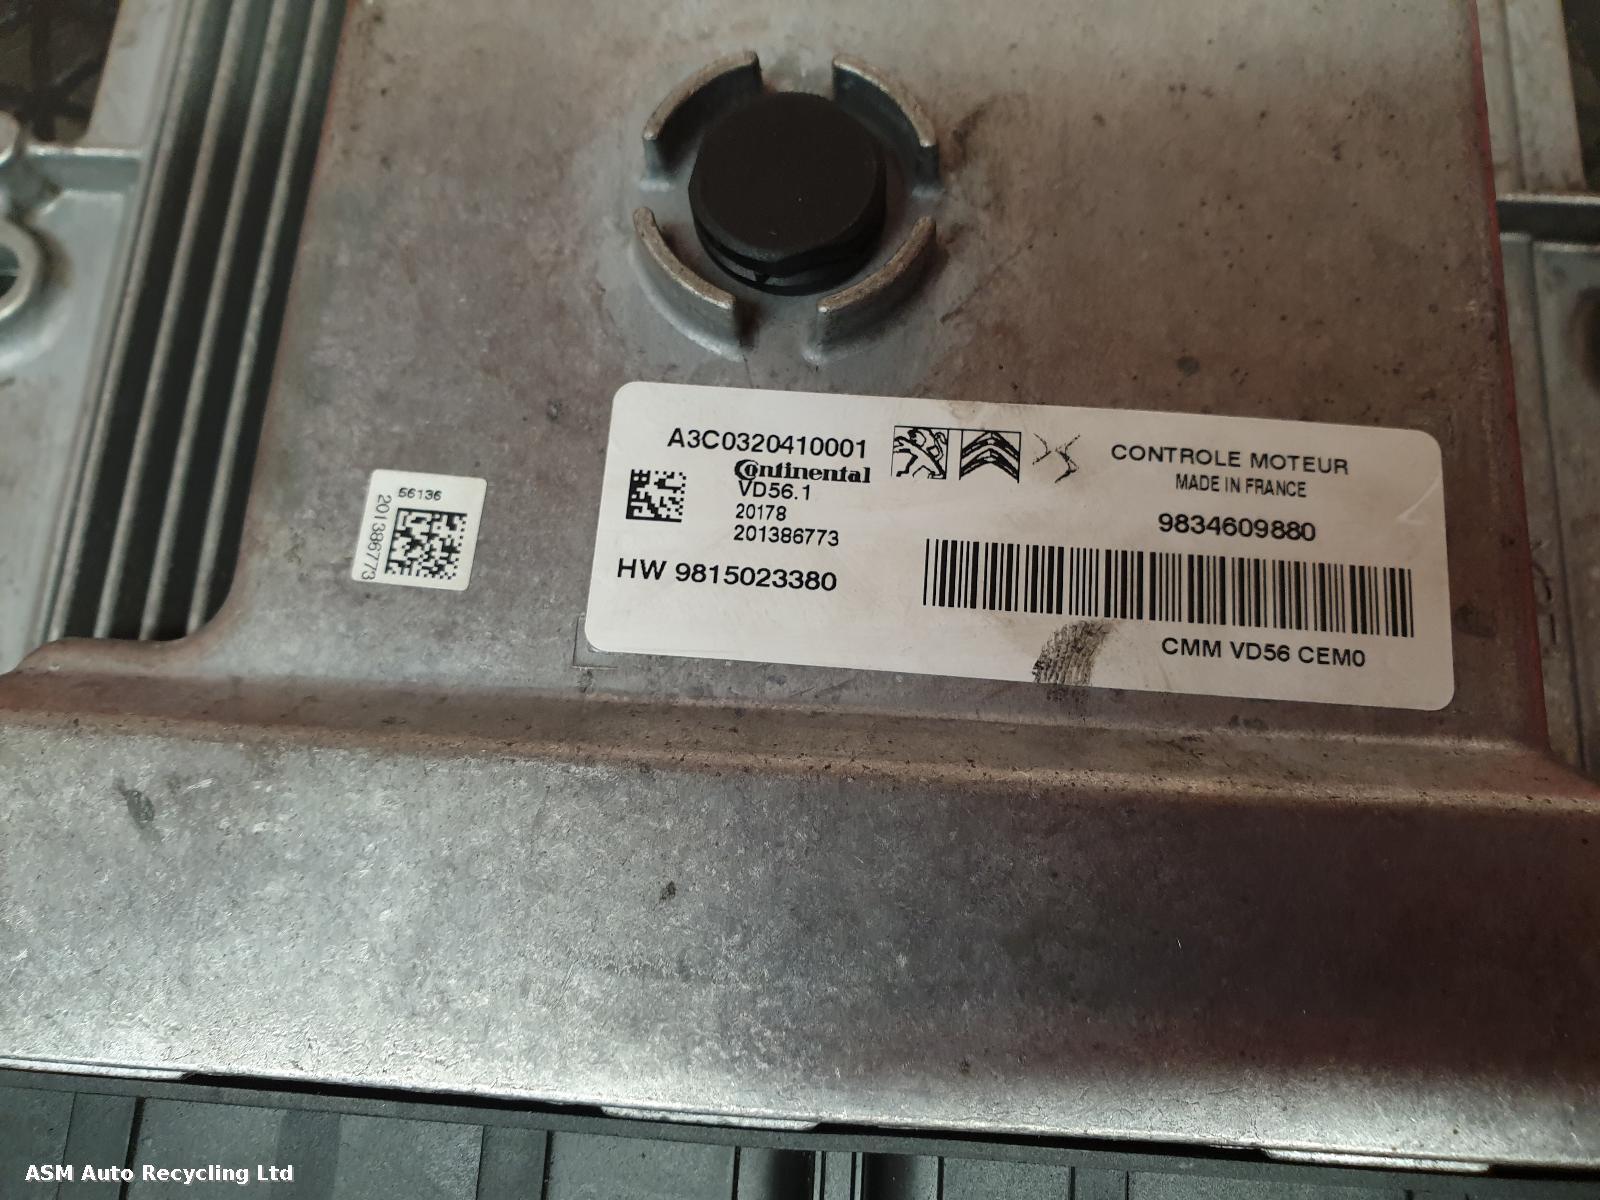 56136
201386773
A3C0320410001
Continental
VD56.1
20178
201386773
HW 9815023380
CONTROLE MOTEUR
MADE IN FRANCE
9834609880
CMM VD56 CEM0
ASM Auto Recycling Ltd